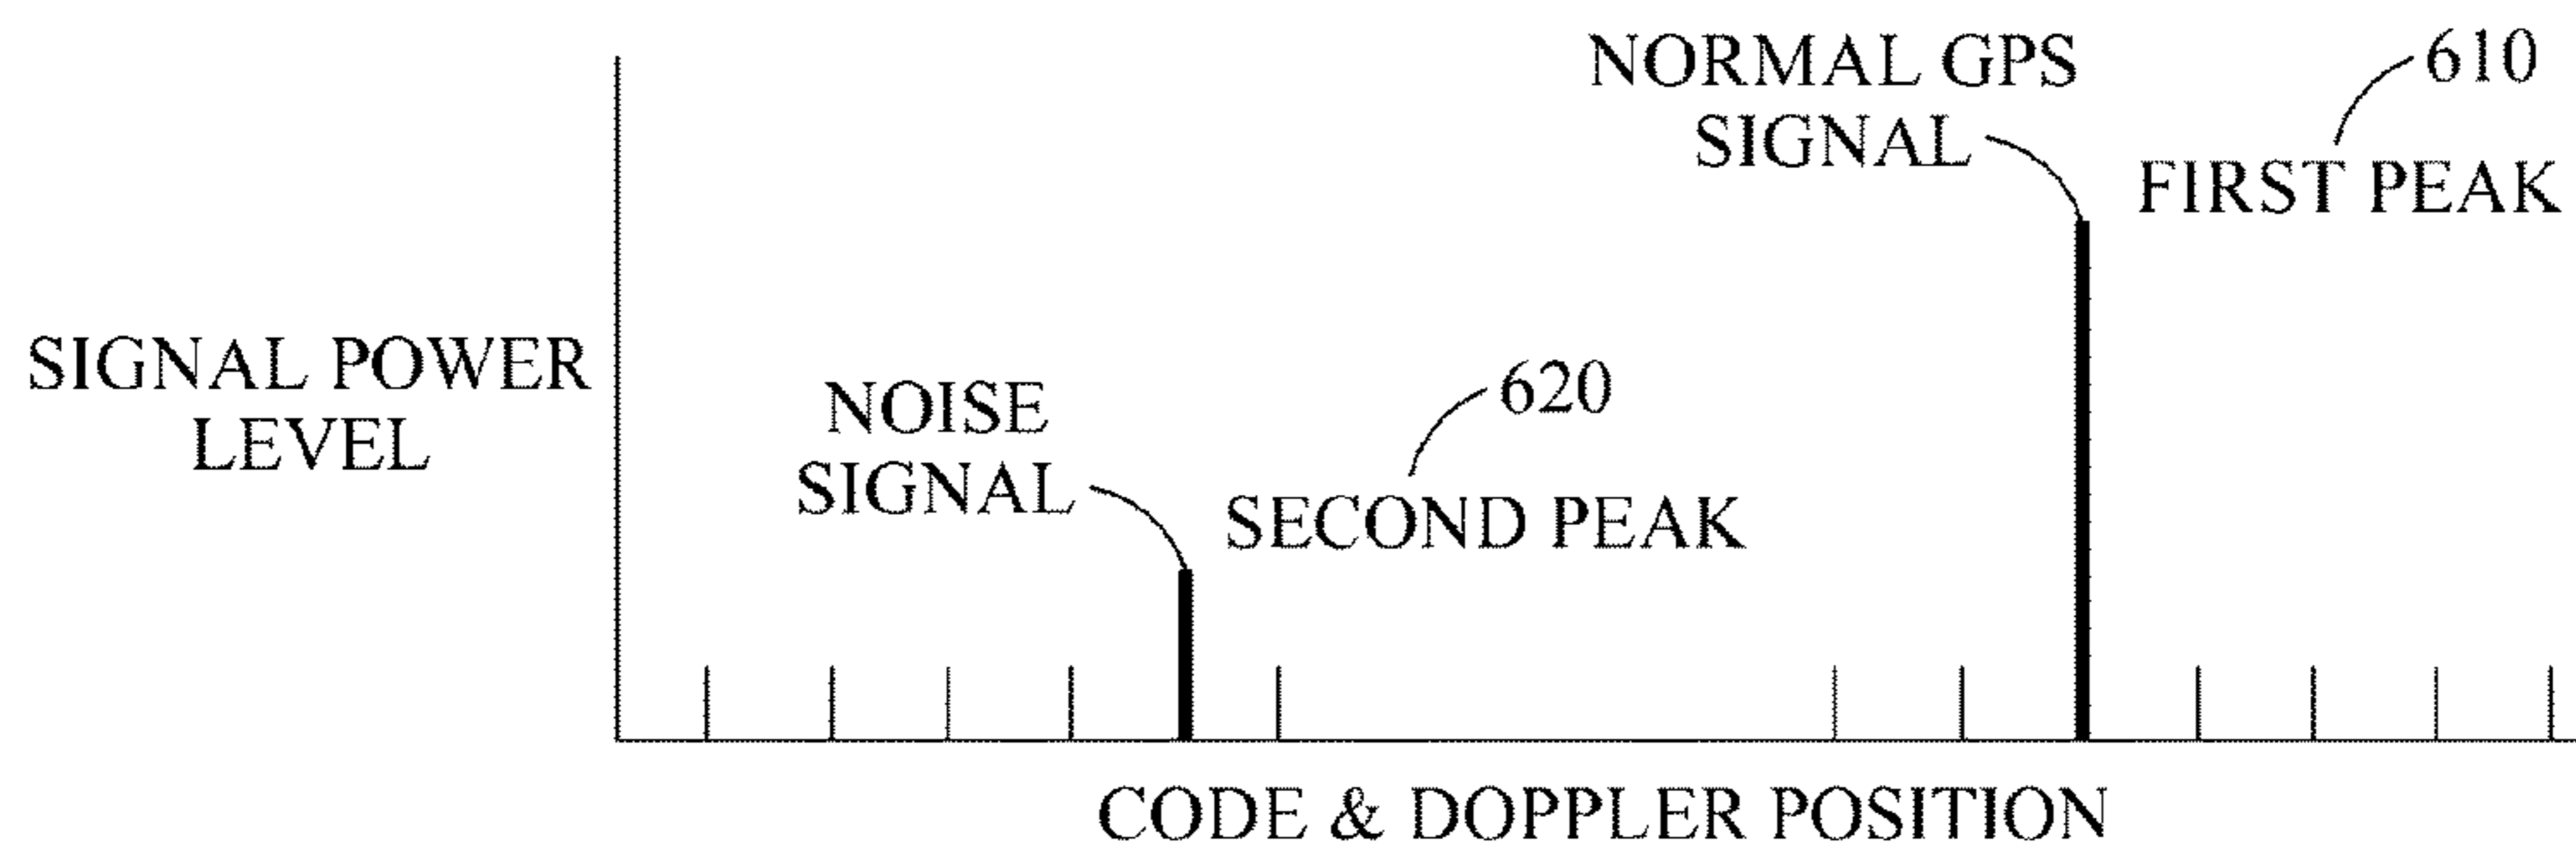 NORMAL GPS
SIGNAL
610
FIRST PEAK
SIGNAL POWER
LEVEL
NOISE
SIGNAL
620
SECOND PEAK
CODE & DOPPLER POSITION